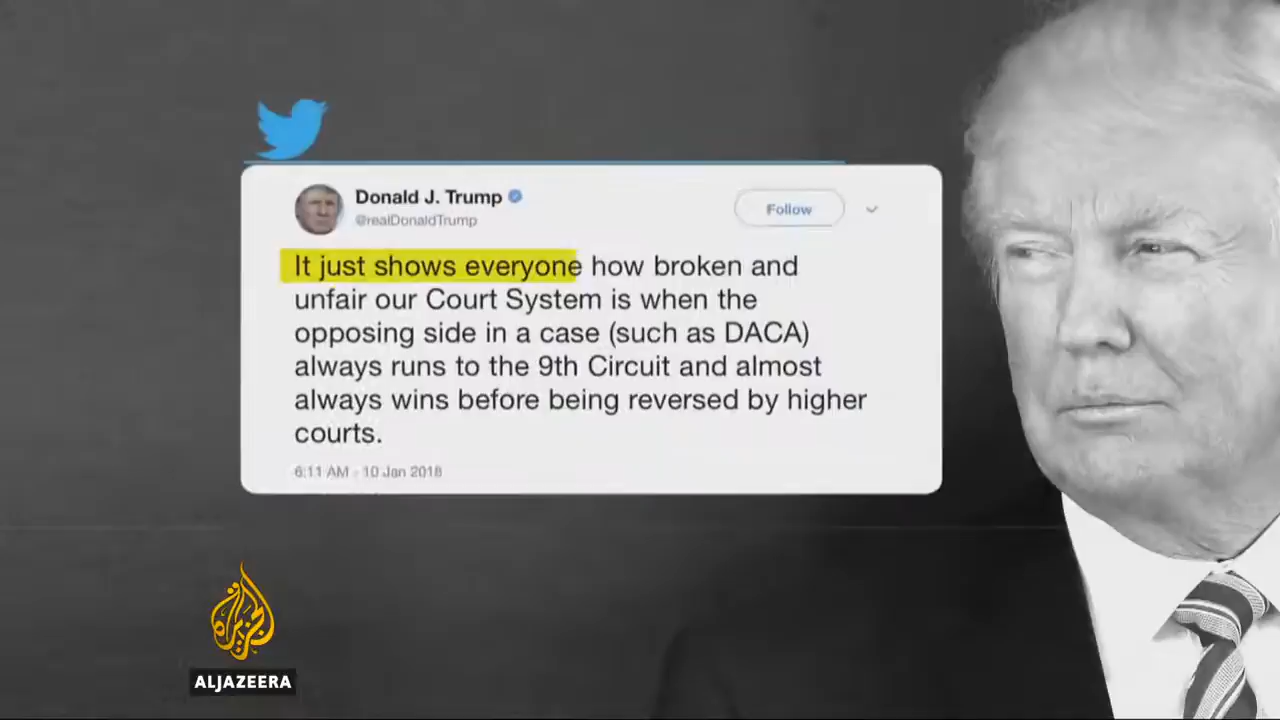 Donald J. Trump
@realDonaldTrump
Follow
It just shows everyone how broken and
unfair our Court System is when the
opposing side in a case (such as DACA)
always runs to the 9th Circuit and almost
always wins before being reversed by higher
courts.
6:11 AM - 10 Jan 2018
الجزيرة
ALJAZEERA